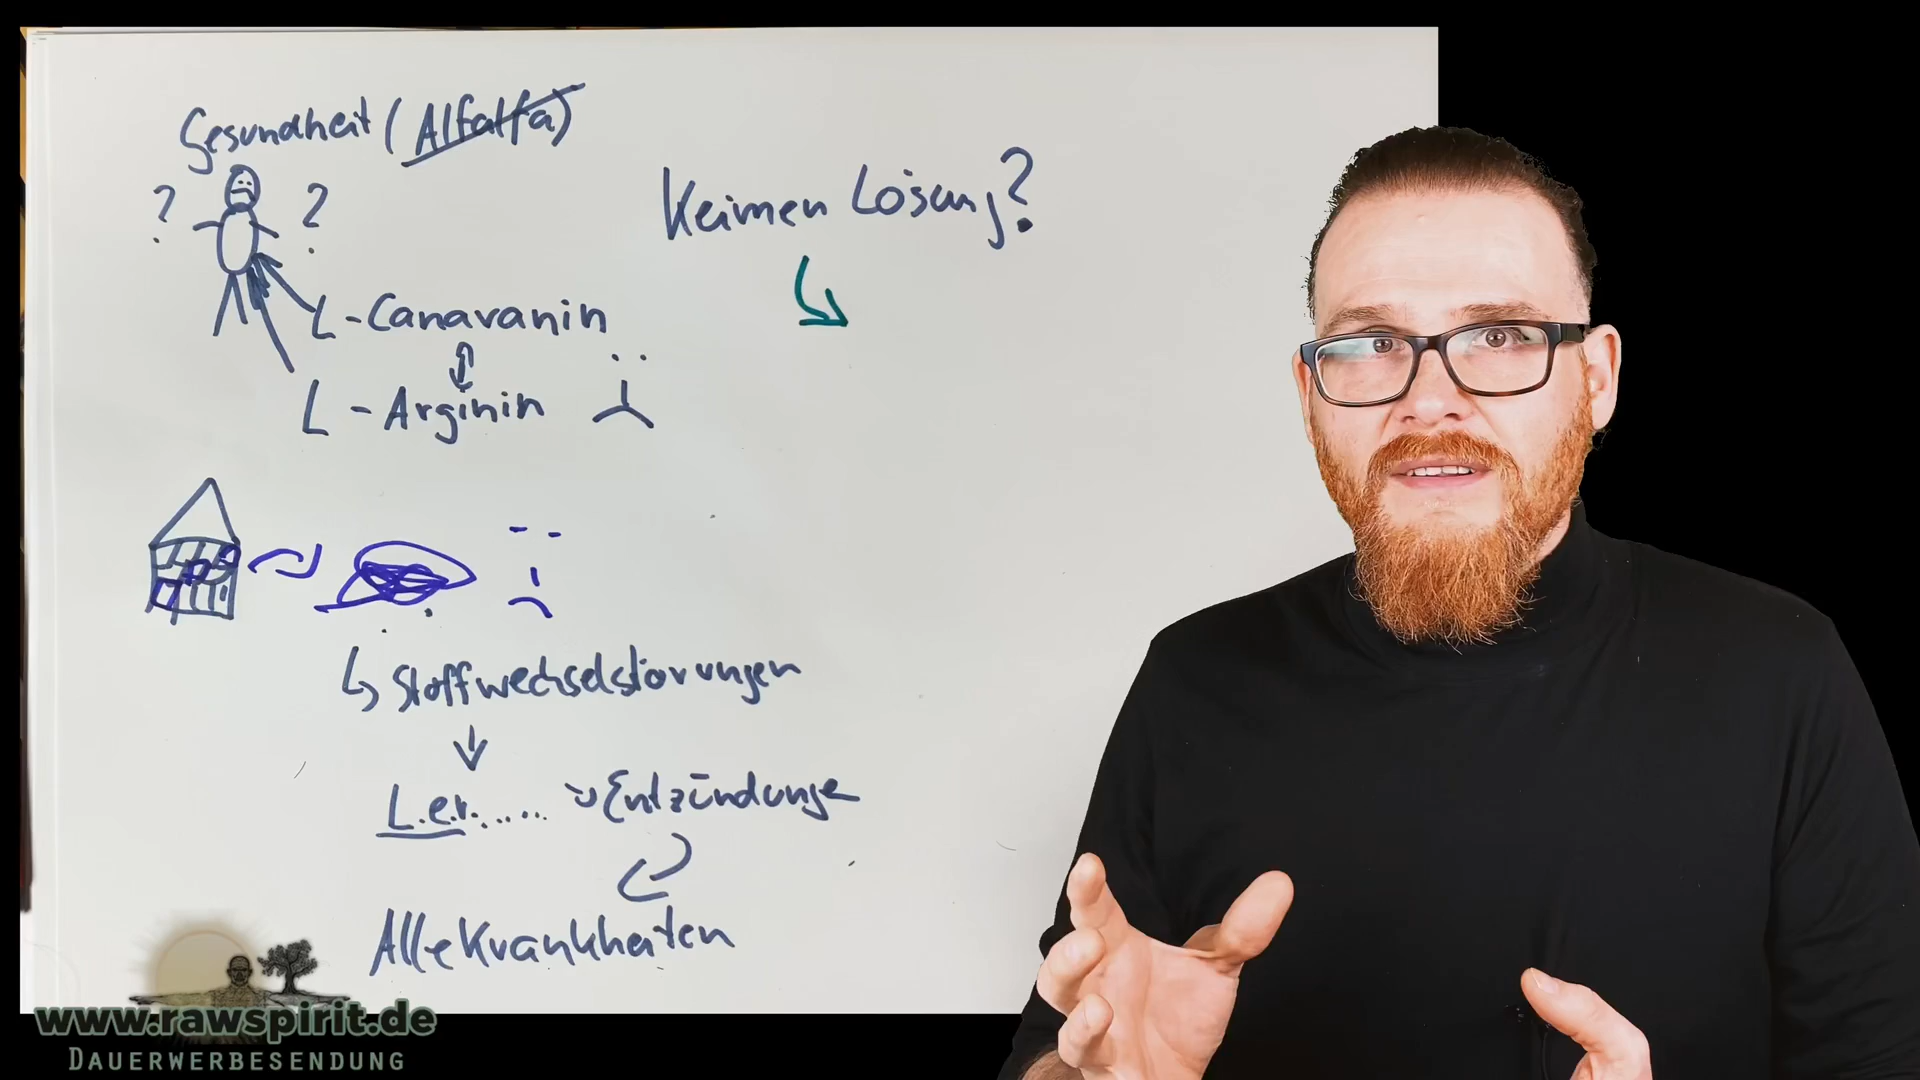 Gesundheit (Alfalfa)
? ?
L-Canavanin
L-Arginin
Stoffwechselstörungen
L.e.r...... Entzündunge
Alle Krankheiten
Keimen Lösung?
www.rawspirit.de
DAUERWERBESENDUNG